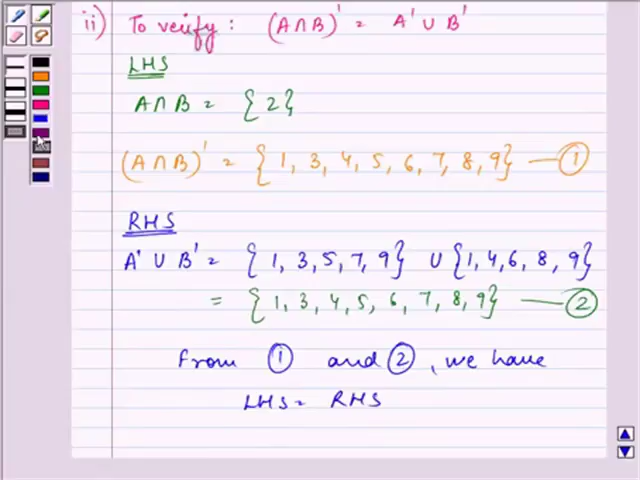 ii) To verify : (A∩B)' = A' ∪ B'
LHS
A∩B = {2}
(A∩B)' = {1, 3, 4, 5, 6, 7, 8, 9} — ①
RHS
A' ∪ B' = {1, 3, 5, 7, 9} ∪ {1, 4, 6, 8, 9}
= {1, 3, 4, 5, 6, 7, 8, 9} — ②
From ① and ②, we have
LHS = RHS